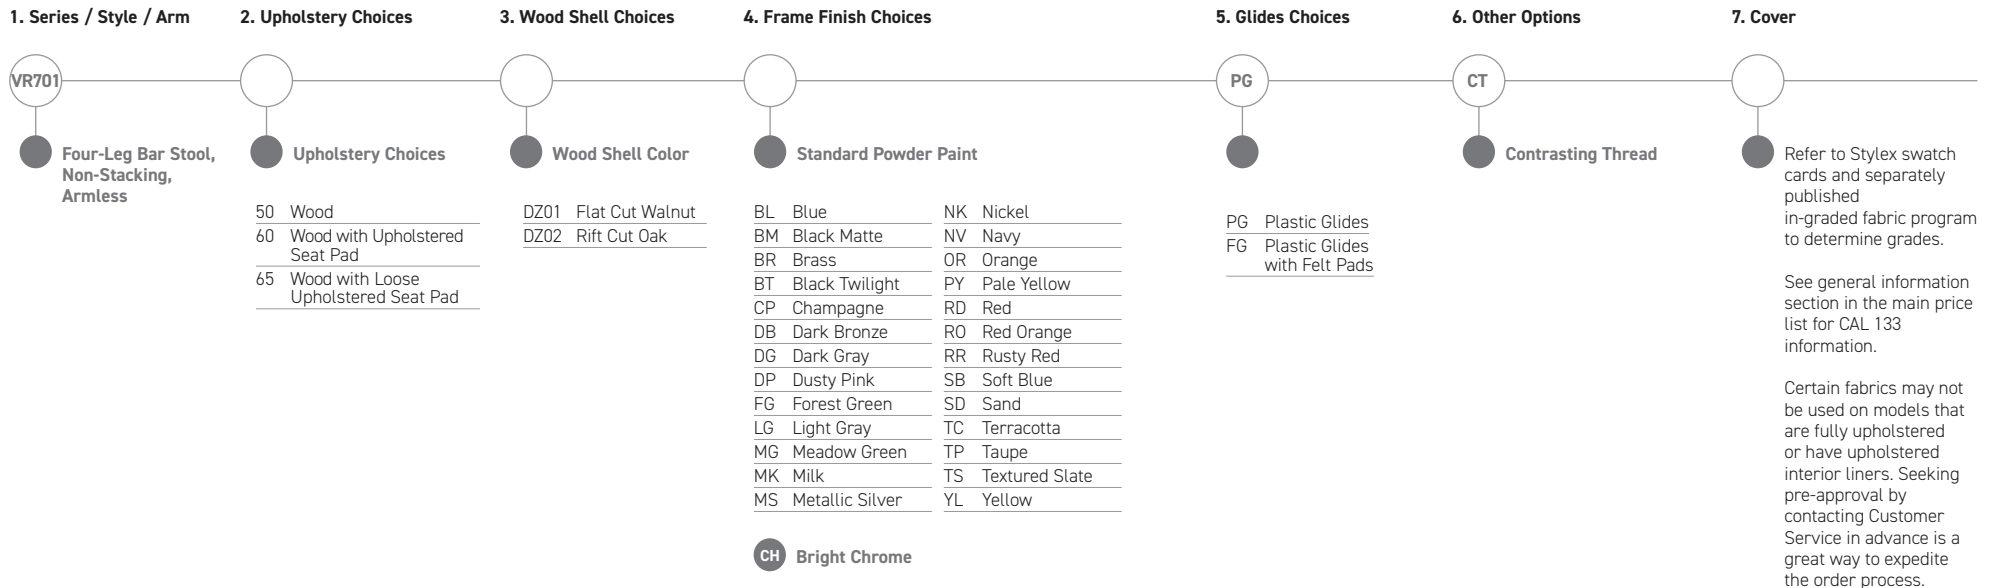 1. Series / Style / Arm
2. Upholstery Choices
3. Wood Shell Choices
4. Frame Finish Choices
5. Glides Choices
6. Other Options
7. Cover
VR701
PG
CT
Four-Leg Bar Stool,
Non-Stacking,
Armless
Upholstery Choices
50 Wood
60 Wood with Upholstered
Seat Pad
65 Wood with Loose
Upholstered Seat Pad
Wood Shell Color
DZ01 Flat Cut Walnut
DZ02 Rift Cut Oak
Standard Powder Paint
BL Blue
BM Black Matte
BR Brass
BT Black Twilight
CP Champagne
DB Dark Bronze
DG Dark Gray
DP Dusty Pink
FG Forest Green
LG Light Gray
MG Meadow Green
MK Milk
MS Metallic Silver
NK Nickel
NV Navy
OR Orange
PY Pale Yellow
RD Red
RO Red Orange
RR Rusty Red
SB Soft Blue
SD Sand
TC Terracotta
TP Taupe
TS Textured Slate
YL Yellow
CH Bright Chrome
PG Plastic Glides
FG Plastic Glides
with Felt Pads
Contrasting Thread
Refer to Stylex swatch
cards and separately
published
in-graded fabric program
to determine grades.
See general information
section in the main price
list for CAL 133
information.
Certain fabrics may not
be used on models that
are fully upholstered
or have upholstered
interior liners. Seeking
pre-approval by
contacting Customer
Service in advance is a
great way to expedite
the order process.